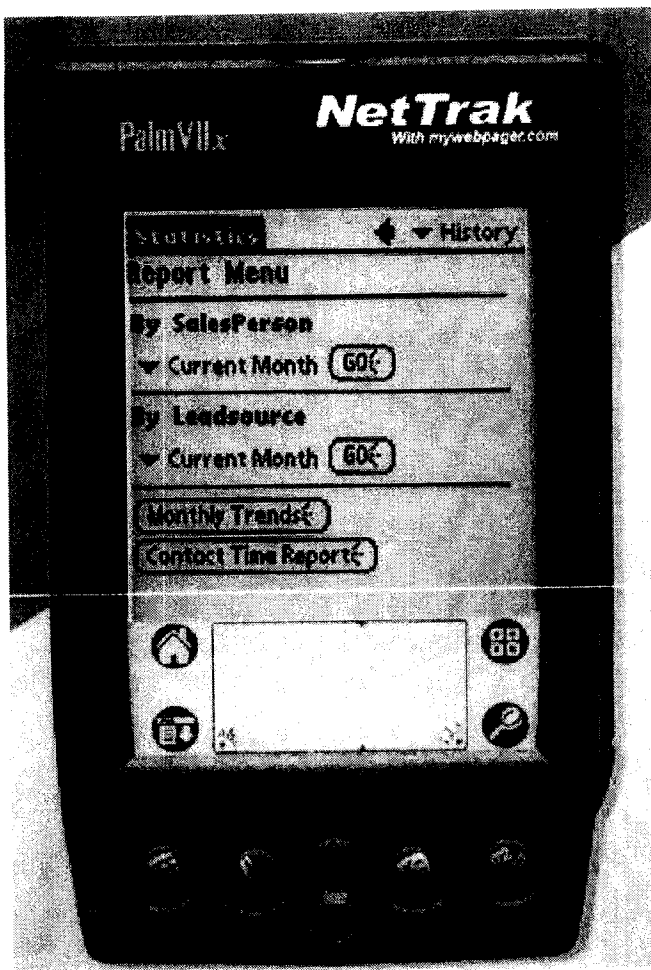 NetTrak
PalmVIIx
With mywebpager.com
Statistics
History
Report Menu
By SalesPerson
Current Month GO
By Leadsource
Current Month GO
Monthly Trends
Contact Time Report